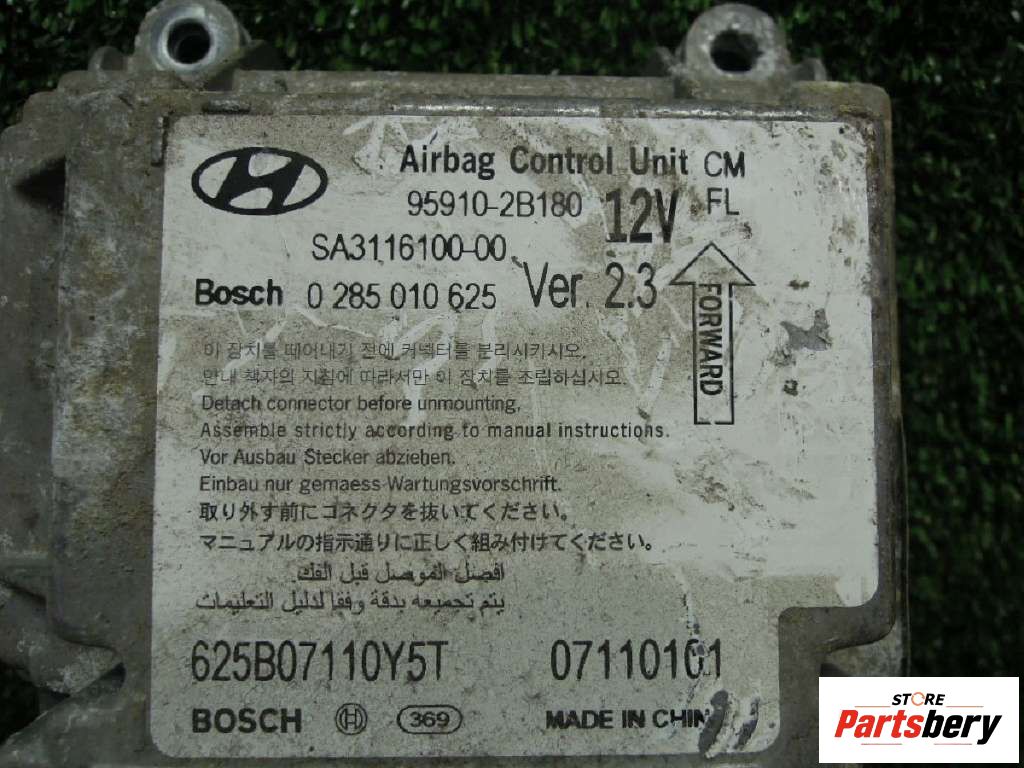 Airbag Control Unit CM
95910-2B180 12V FL
SA3116100-00
Bosch 0 285 010 625 Ver. 2.3
FORWARD
이 장치를 떼어내기 전에 커넥터를 분리시키시오.
안내 책자의 지침에 따라서만 이 장치를 조립하십시오.
Detach connector before unmounting.
Assemble strictly according to manual instructions.
Vor Ausbau Stecker abziehen.
Einbau nur gemaess Wartungsvorschrift.
取り外す前にコネクタを抜いてください。
マニュアルの指示通りに正しく組み付けてください。
افصل الموصل قبل الفك.
يتم تجميعه بدقة وفقا لدليل التعليمات
625B07110Y5T 07110101
BOSCH 369 MADE IN CHIN
STORE
Partsbery